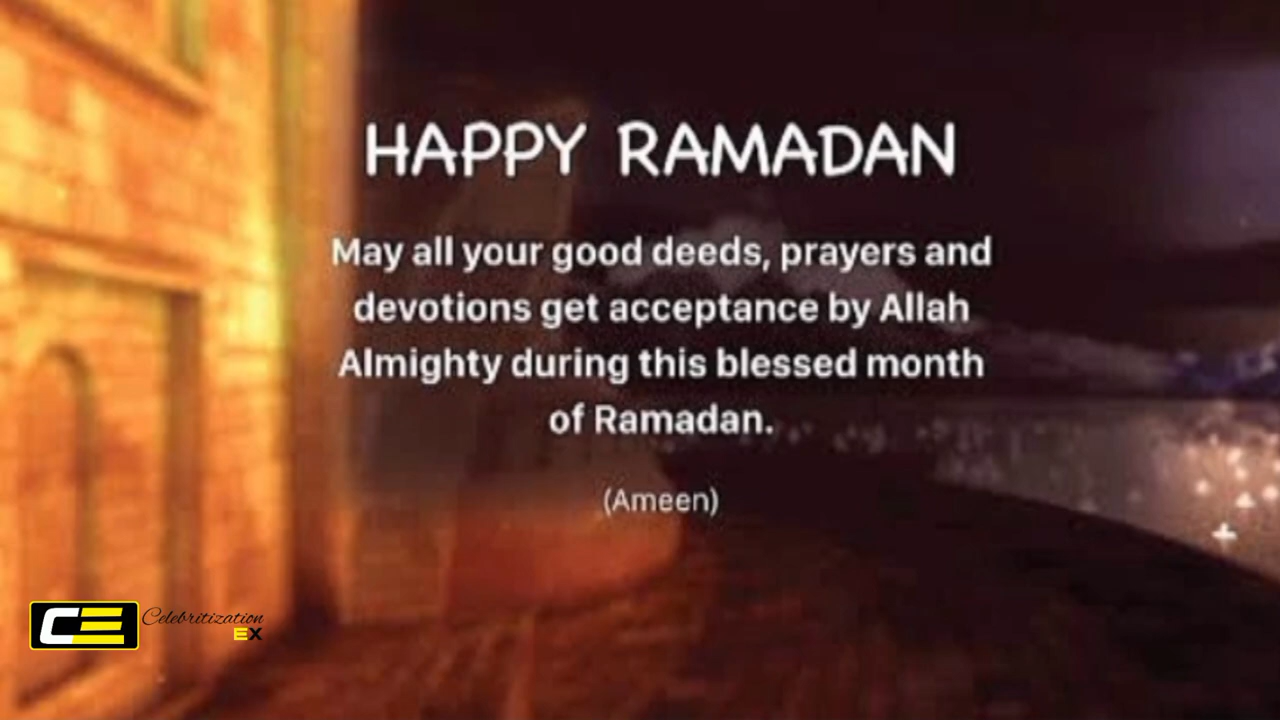 HAPPY RAMADAN
May all your good deeds, prayers and
devotions get acceptance by Allah
Almighty during this blessed month
of Ramadan.
(Ameen)
CE Celebritization
EX